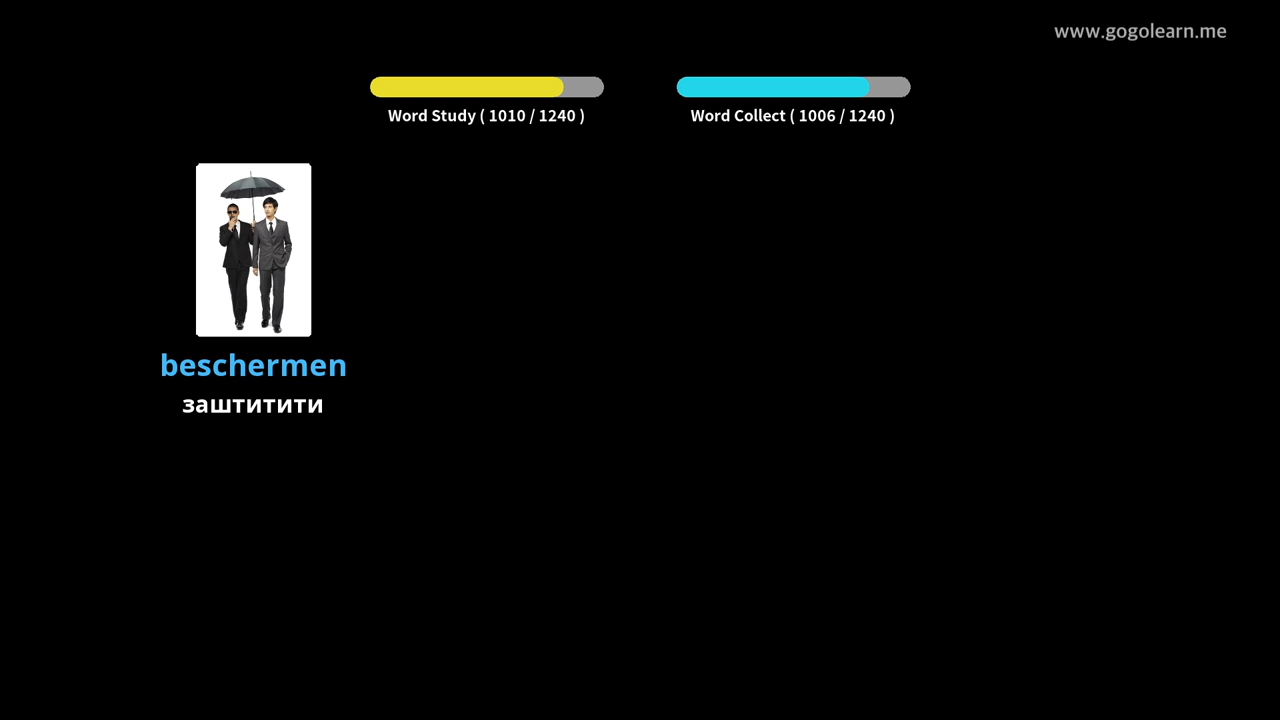 www.gogolearn.me
Word Study ( 1010 / 1240 )
Word Collect ( 1006 / 1240 )
beschermen
заштитити